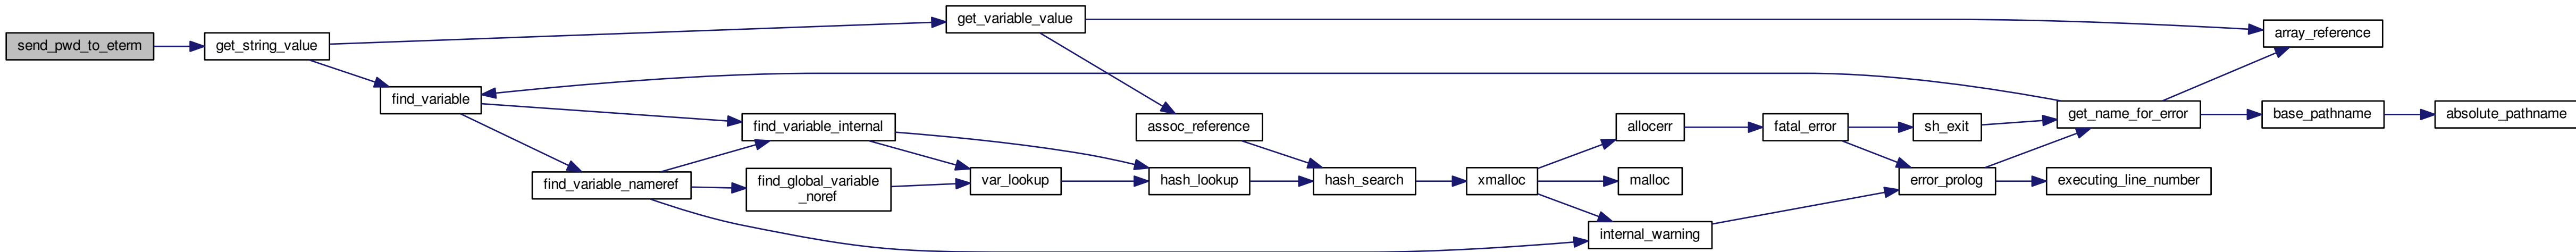 send_pwd_to_eterm
get_string_value
find_variable
find_variable_nameref
find_variable_internal
find_global_variable
_noref
get_variable_value
var_lookup
assoc_reference
hash_lookup
hash_search
xmalloc
allocerr
malloc
internal_warning
fatal_error
sh_exit
error_prolog
get_name_for_error
executing_line_number
array_reference
base_pathname
absolute_pathname